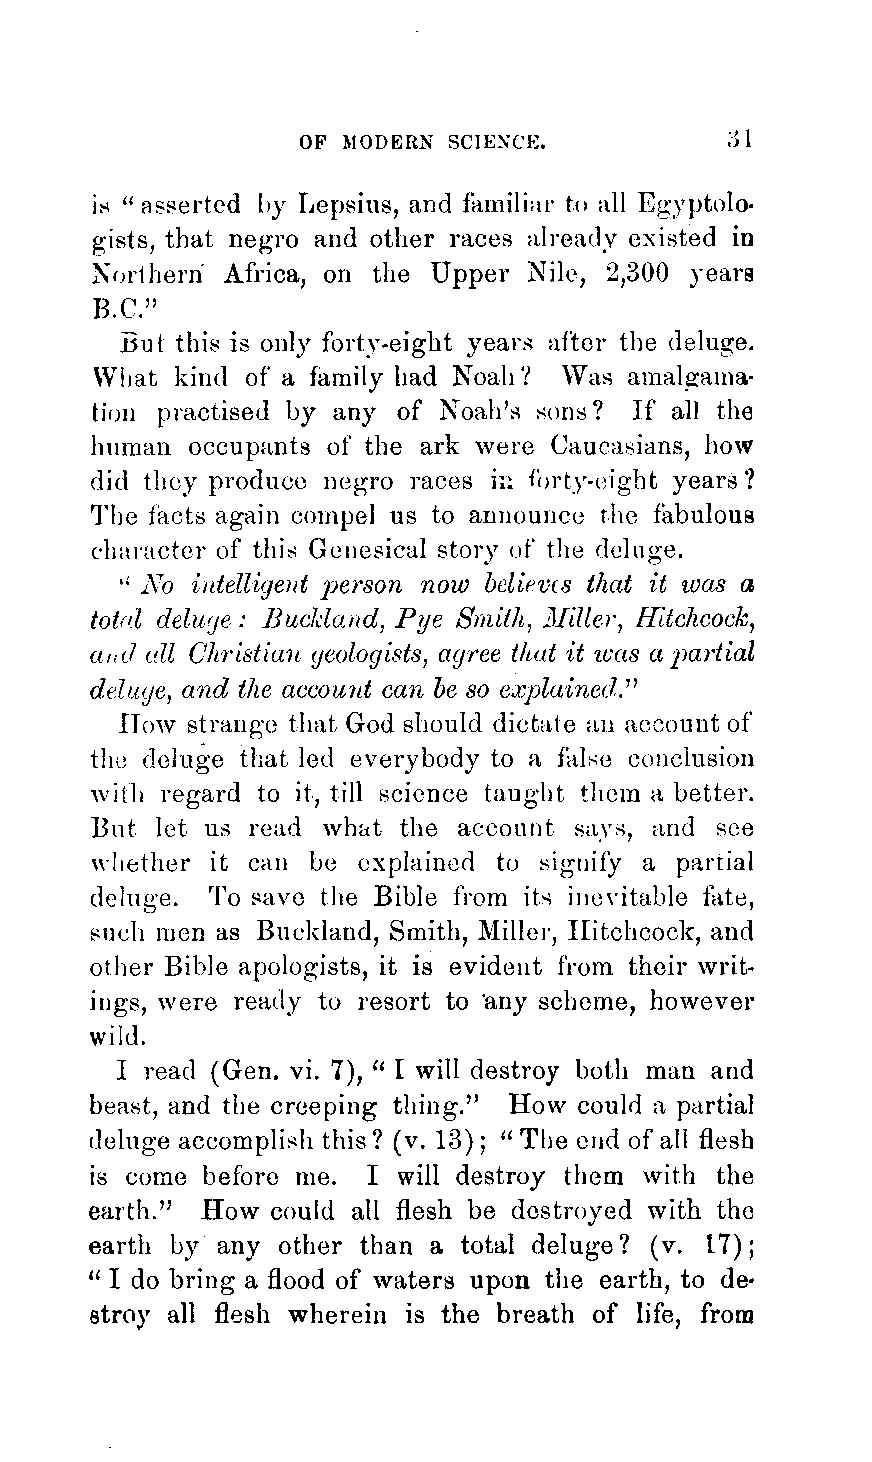 OF MODERN SCIENCE. 31
is “asserted by Lepsius, and familiar to all Egyptolo-
gists, that negro and other races already existed in
Northern Africa, on the Upper Nile, 2,300 years
B.C.”
But this is only forty-eight years after the deluge.
What kind of a family had Noah? Was amalgama-
tion practised by any of Noah's sons? If all the
human occupants of the ark were Caucasians, how
did they produce negro races in forty-eight years?
The facts again compel us to announce the fabulous
character of this Genesical story of the deluge.
“No intelligent person now believes that it was a
total deluge: Buckland, Pye Smith, Miller, Hitchcock,
and all Christian geologists, agree that it was a partial
deluge, and the account can be so explained.”
How strange that God should dictate an account of
the deluge that led everybody to a false conclusion
with regard to it, till science taught them a better.
But let us read what the account says, and see
whether it can be explained to signify a partial
deluge. To save the Bible from its inevitable fate,
such men as Buckland, Smith, Miller, Hitchcock, and
other Bible apologists, it is evident from their writ-
ings, were ready to resort to any scheme, however
wild.
I read (Gen. vi. 7), “I will destroy both man and
beast, and the creeping thing.” How could a partial
deluge accomplish this? (v. 13); “The end of all flesh
is come before me. I will destroy them with the
earth.” How could all flesh be destroyed with the
earth by any other than a total deluge? (v. 17);
“I do bring a flood of waters upon the earth, to de-
stroy all flesh wherein is the breath of life, from